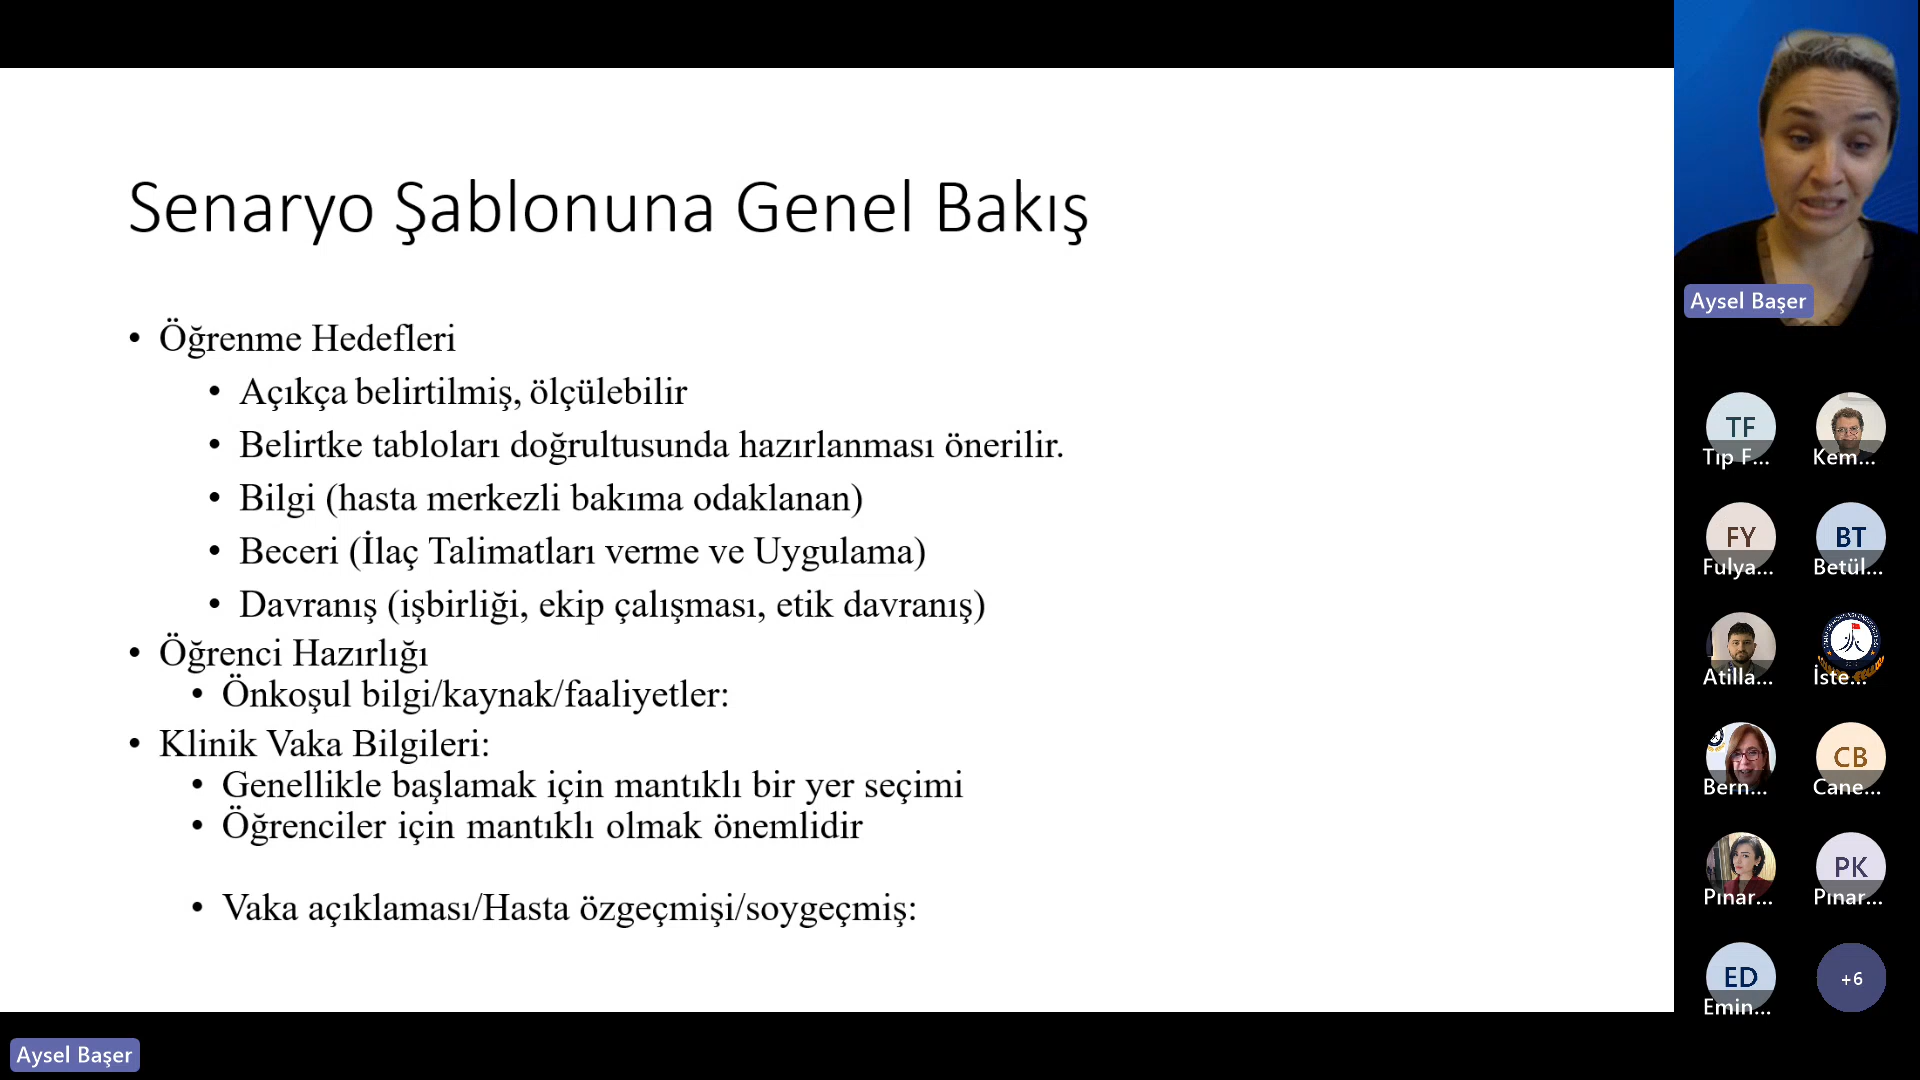 Senaryo Şablonuna Genel Bakış
• Öğrenme Hedefleri
• Açıkça belirtilmiş, ölçülebilir
• Belirtke tabloları doğrultusunda hazırlanması önerilir.
• Bilgi (hasta merkezli bakıma odaklanan)
• Beceri (İlaç Talimatları verme ve Uygulama)
• Davranış (işbirliği, ekip çalışması, etik davranış)
• Öğrenci Hazırlığı
• Önkoşul bilgi/kaynak/faaliyetler:
• Klinik Vaka Bilgileri:
• Genellikle başlamak için mantıklı bir yer seçimi
• Öğrenciler için mantıklı olmak önemlidir
• Vaka açıklaması/Hasta özgeçmişi/soygeçmiş:
Aysel Başer
Aysel Başer
TF
Tıp F...
Kem...
FY
Fulya...
BT
Betül...
Atilla...
İste...
Bern...
CB
Cane...
Pınar...
PK
Pınar...
ED
Emin...
+6